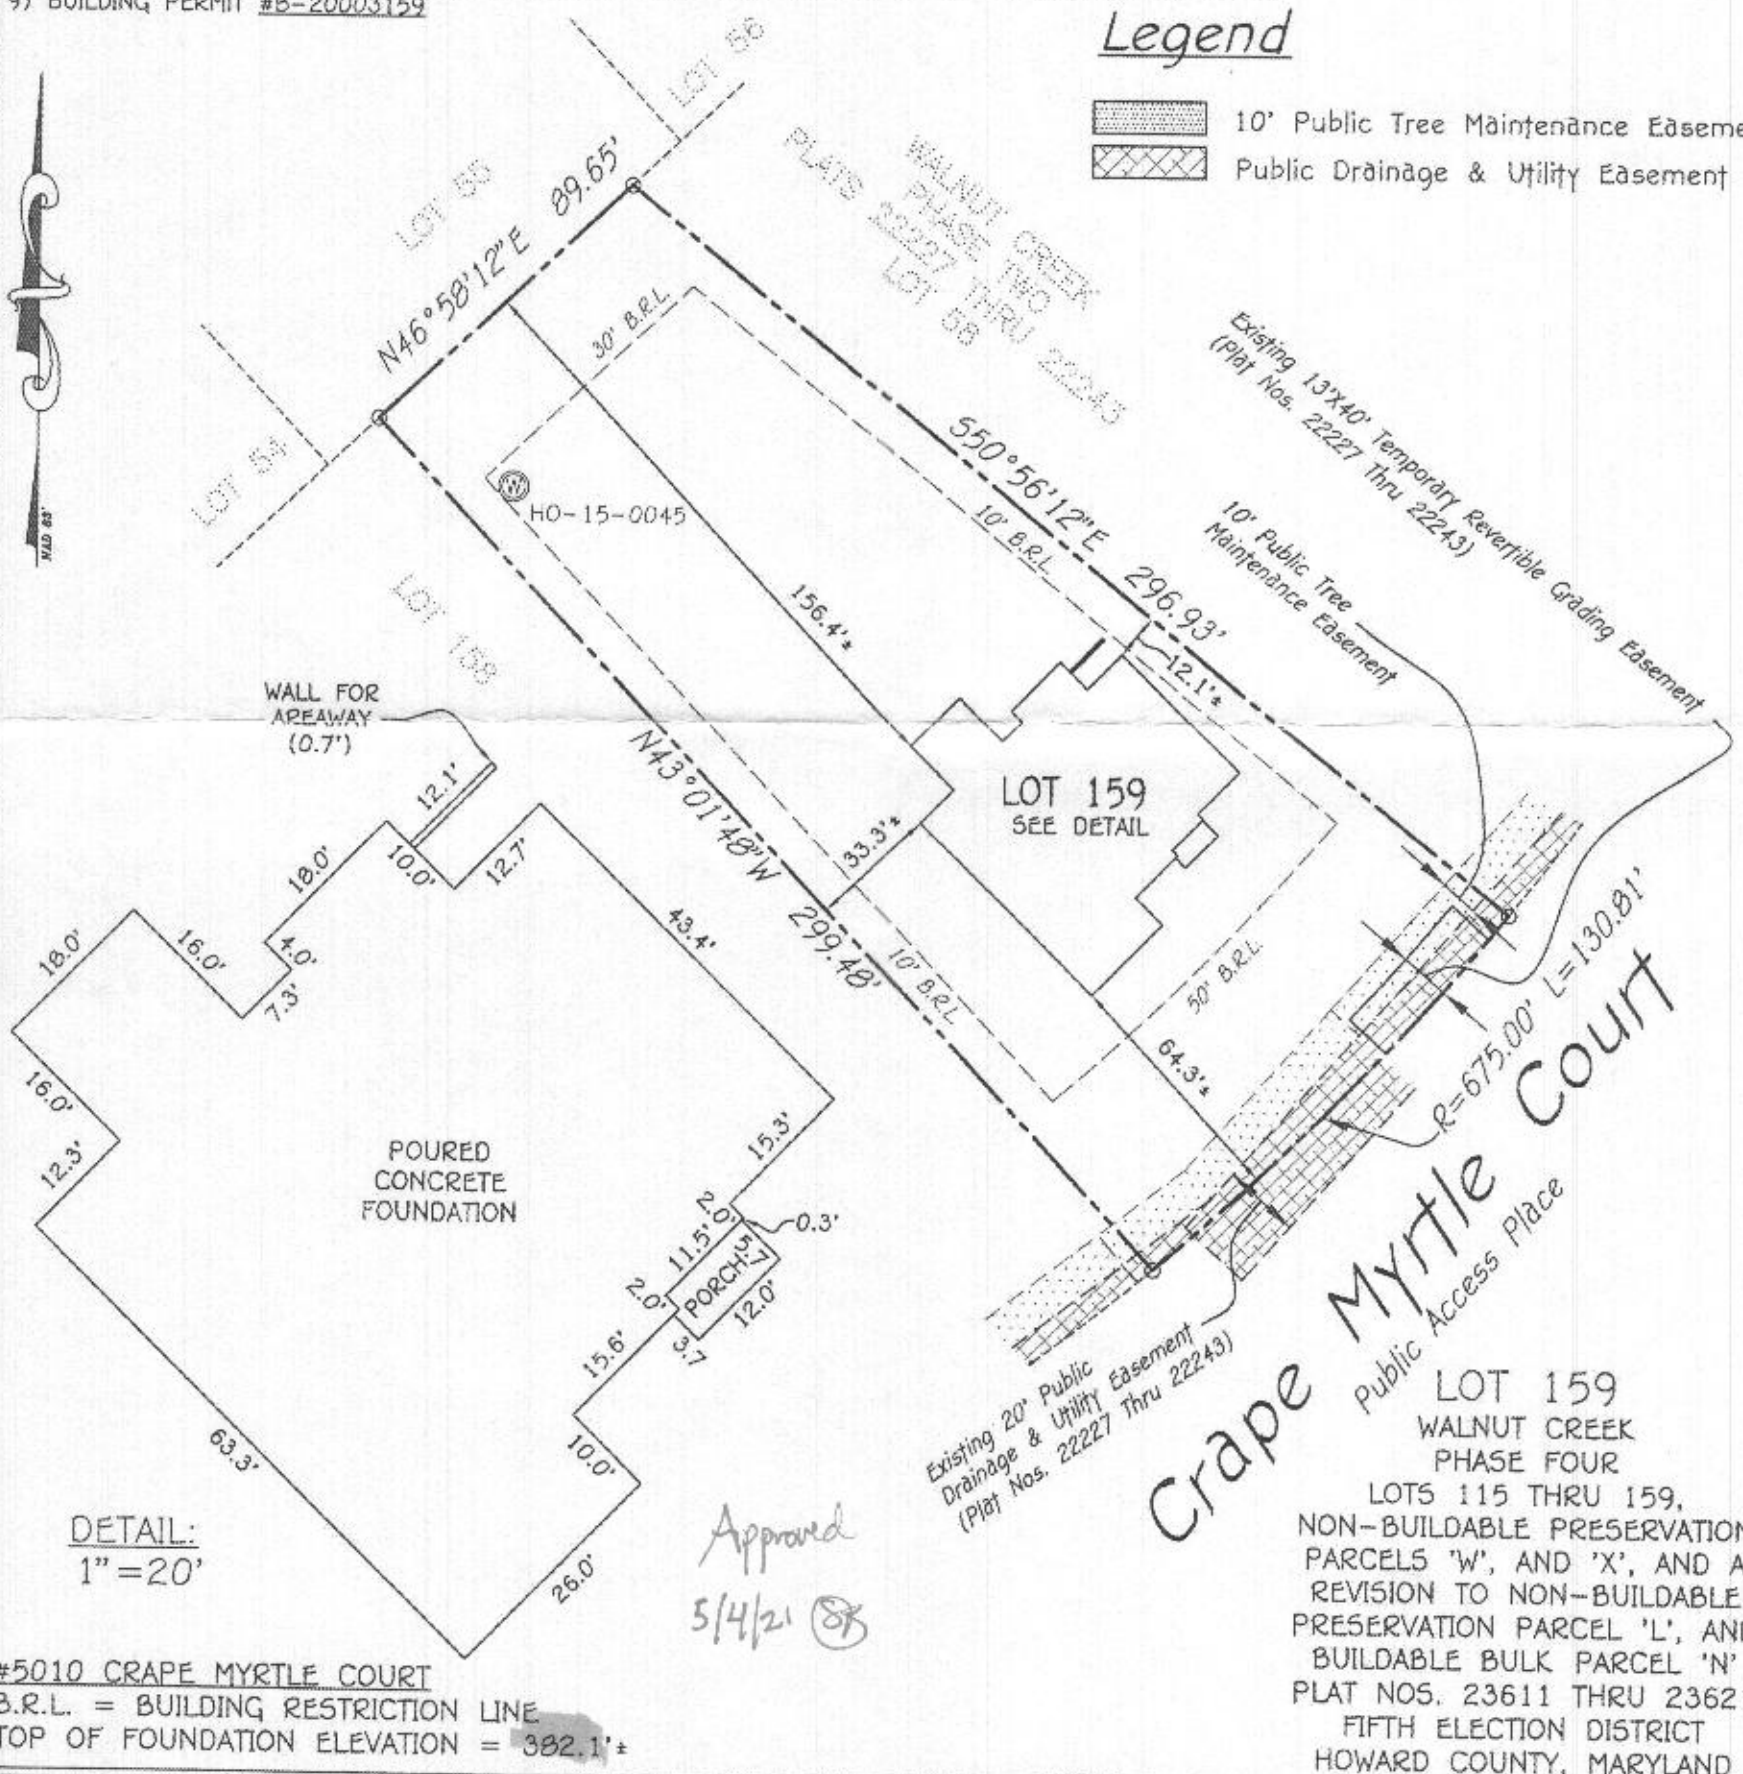 9) BUILDING PERMIT #B-20003159
Legend
10' Public Tree Maintenance Easeme
Public Drainage & Utility Easement
NAD 83'
LOT 56
LOT 55
LOT 54
LOT 158
WALNUT CREEK
PHASE TWO
PLATS 22227 THRU 22243
LOT 58
N46°58'12"E 89.65'
30' B.R.L.
HO-15-0045
W
S50°56'12"E 296.93'
10' B.R.L.
156.4'±
12.1'±
Existing 13'X40' Temporary Revertible Grading Easement
(Plat Nos. 22227 Thru 22243)
10' Public Tree
Maintenance Easement
N43°01'48"W 299.48'
10' B.R.L.
33.3'±
LOT 159
SEE DETAIL
50' B.R.L.
64.3'±
R=675.00' L=130.81'
Crape Myrtle Court
Public Access Place
Existing 20' Public
Drainage & Utility Easement
(Plat Nos. 22227 Thru 22243)
WALL FOR
AREAWAY
(0.7')
12.1'
18.0'
10.0'
12.7'
18.0'
16.0'
4.0'
7.3'
43.4'
16.0'
12.3'
POURED
CONCRETE
FOUNDATION
15.3'
2.0'
0.3'
11.5'
5.7
PORCH
2.0'
12.0'
3.7
15.6'
10.0'
63.3'
26.0'
DETAIL:
1"=20'
Approved
5/4/21 SB
#5010 CRAPE MYRTLE COURT
B.R.L. = BUILDING RESTRICTION LINE
TOP OF FOUNDATION ELEVATION = 382.1'±
LOT 159
WALNUT CREEK
PHASE FOUR
LOTS 115 THRU 159,
NON-BUILDABLE PRESERVATION
PARCELS 'W', AND 'X', AND A
REVISION TO NON-BUILDABLE
PRESERVATION PARCEL 'L', AND
BUILDABLE BULK PARCEL 'N'
PLAT NOS. 23611 THRU 2362
FIFTH ELECTION DISTRICT
HOWARD COUNTY, MARYLAND